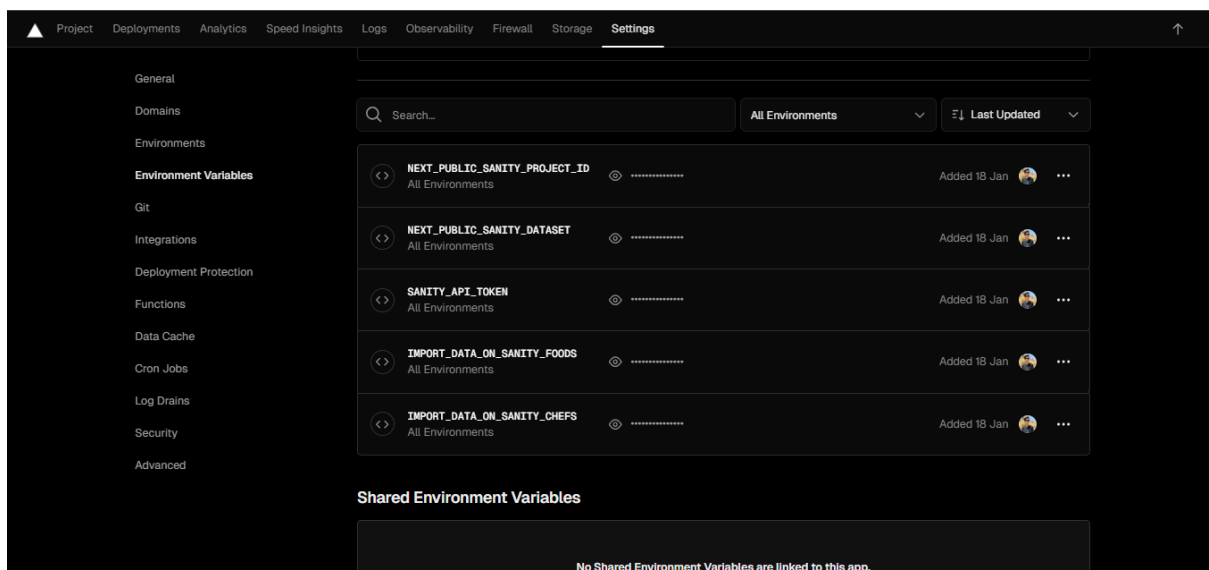 Project Deployments Analytics Speed Insights Logs Observability Firewall Storage Settings
General
Domains
Environments
Environment Variables
Git
Integrations
Deployment Protection
Functions
Data Cache
Cron Jobs
Log Drains
Security
Advanced
Search...
All Environments
Last Updated
NEXT_PUBLIC_SANITY_PROJECT_ID
All Environments
•••••••••••••••
Added 18 Jan
NEXT_PUBLIC_SANITY_DATASET
All Environments
•••••••••••••••
Added 18 Jan
SANITY_API_TOKEN
All Environments
•••••••••••••••
Added 18 Jan
IMPORT_DATA_ON_SANITY_FOODS
All Environments
•••••••••••••••
Added 18 Jan
IMPORT_DATA_ON_SANITY_CHEFS
All Environments
•••••••••••••••
Added 18 Jan
Shared Environment Variables
No Shared Environment Variables are linked to this app.